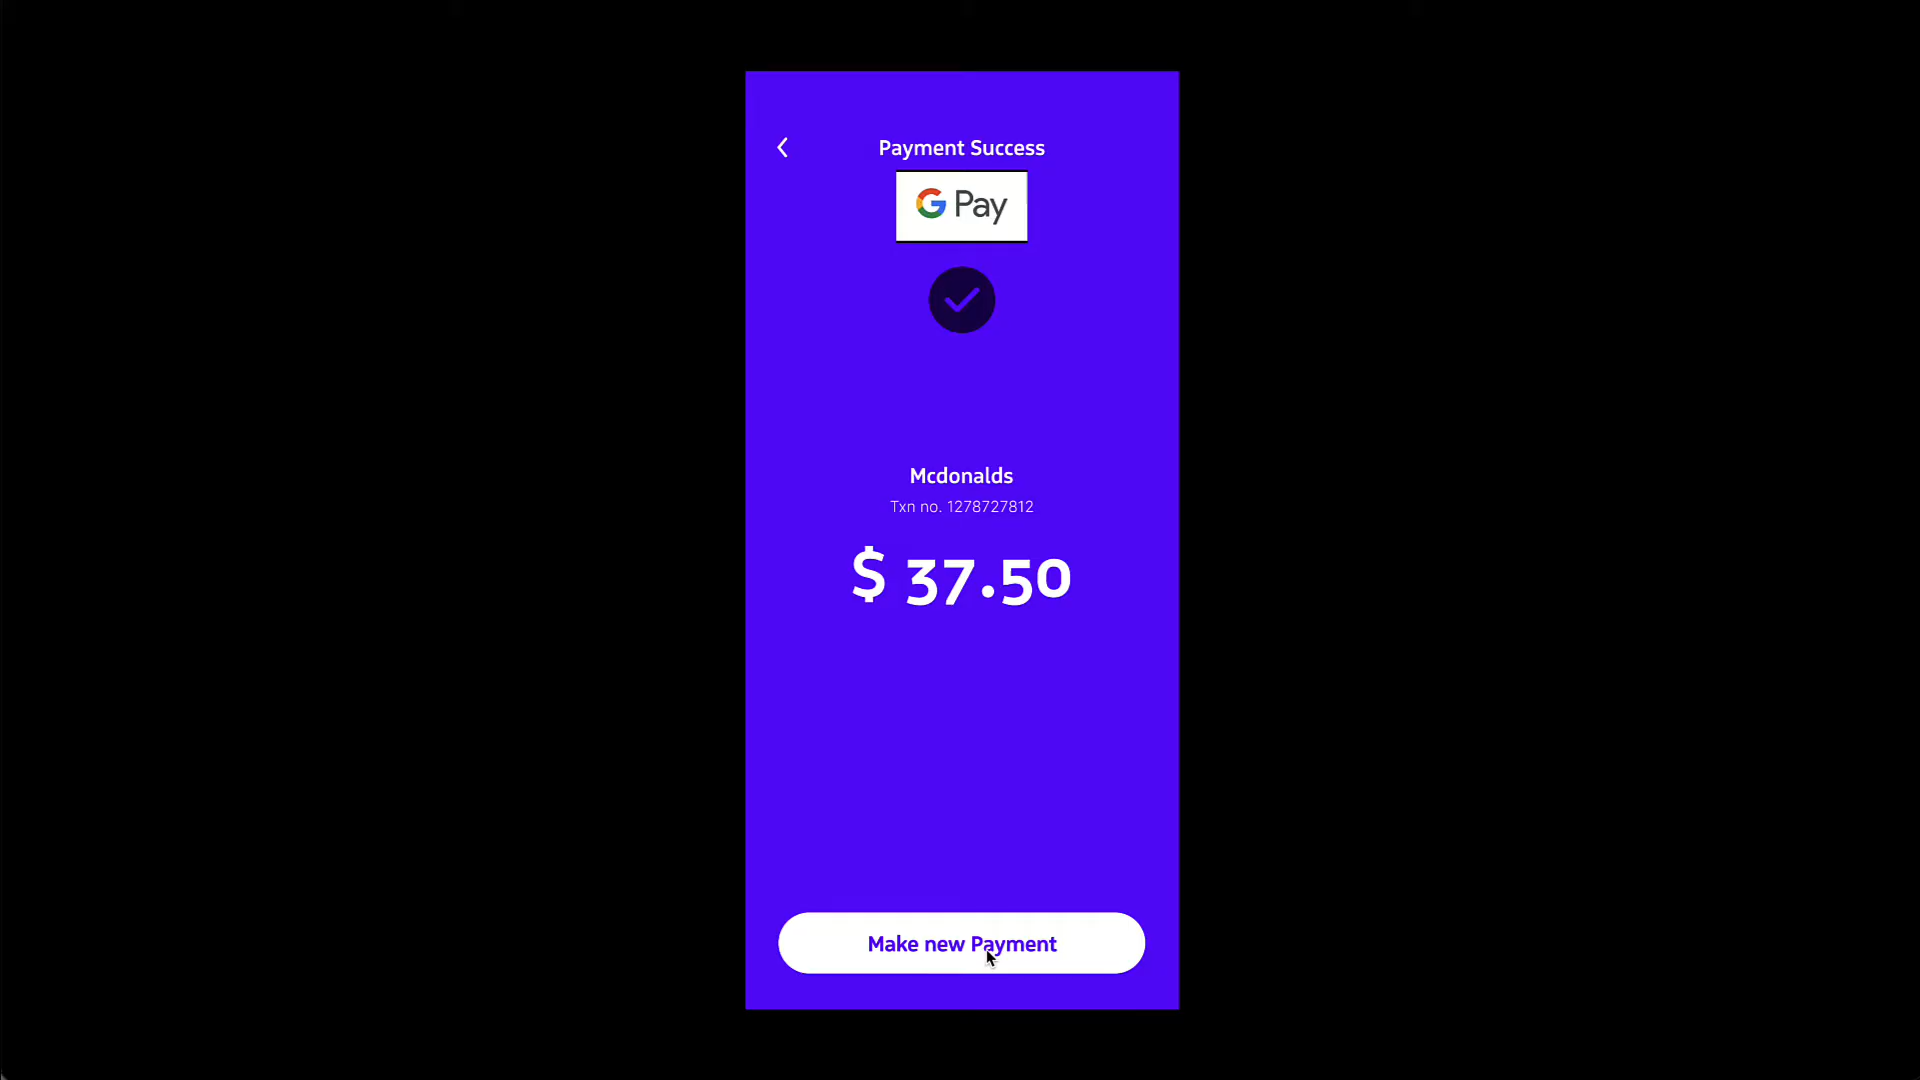 Payment Success
G Pay
Mcdonalds
Txn no. 1278727812
$ 37.50
Make new Payment